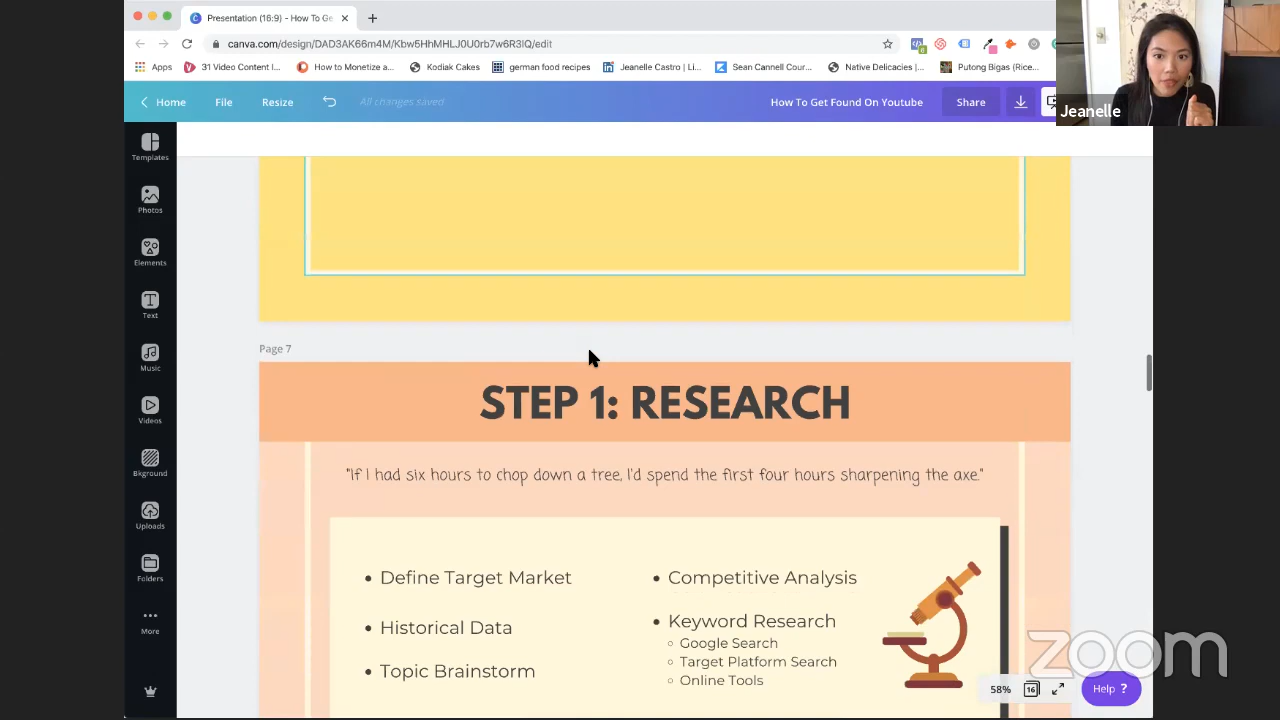 Presentation (16:9) - How To Ge
canva.com/design/DAD3AK66m4M/Kbw5HhMHLJ0U0rb7w6R3IQ/edit
Apps
31 Video Content I...
How to Monetize a...
Kodiak Cakes
german food recipes
Jeanelle Castro | Li...
Sean Cannell Cour...
Native Delicacies |...
Putong Bigas (Rice...
Jeanelle
Home
File
Resize
All changes saved
How To Get Found On Youtube
Share
Templates
Photos
Elements
Text
Music
Videos
Bkground
Uploads
Folders
More
Page 7
STEP 1: RESEARCH
"If I had six hours to chop down a tree, I'd spend the first four hours sharpening the axe."
• Define Target Market
• Historical Data
• Topic Brainstorm
• Competitive Analysis
• Keyword Research
○ Google Search
○ Target Platform Search
○ Online Tools
zoom
58%
16
Help ?